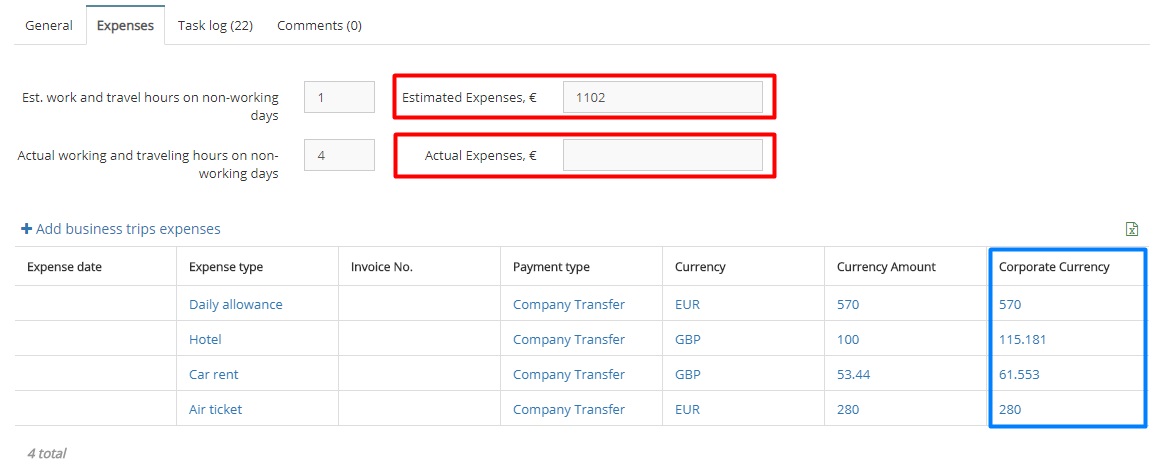 General Expenses Task log (22) Comments (0)
Est. work and travel hours on non-working days 1 Estimated Expenses, € 1102
Actual working and traveling hours on non-working days 4 Actual Expenses, €
+ Add business trips expenses
Expense date Expense type Invoice No. Payment type Currency Currency Amount Corporate Currency
Daily allowance Company Transfer EUR 570 570
Hotel Company Transfer GBP 100 115.181
Car rent Company Transfer GBP 53.44 61.553
Air ticket Company Transfer EUR 280 280
4 total